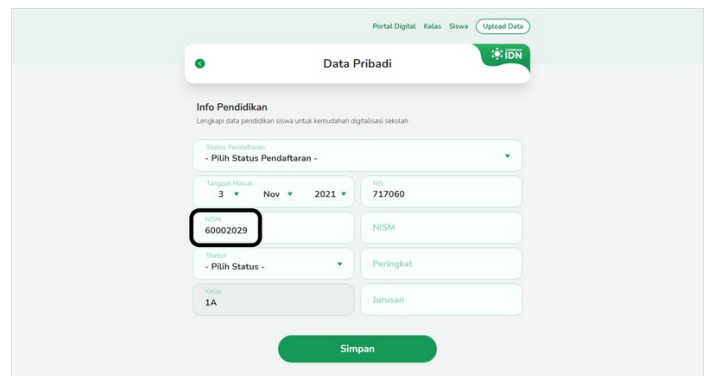 Portal Digital Kelas Siswa Upload Data
Data Pribadi
IDN
Info Pendidikan
Lengkapi data pendidikan siswa untuk kemudahan digitalisasi sekolah
Status Pendaftaran
- Pilih Status Pendaftaran -
Tanggal Masuk
3 Nov 2021
NIS
717060
NISN
60002029
NISM
Status
- Pilih Status -
Peringkat
Kelas
1A
Jurusan
Simpan